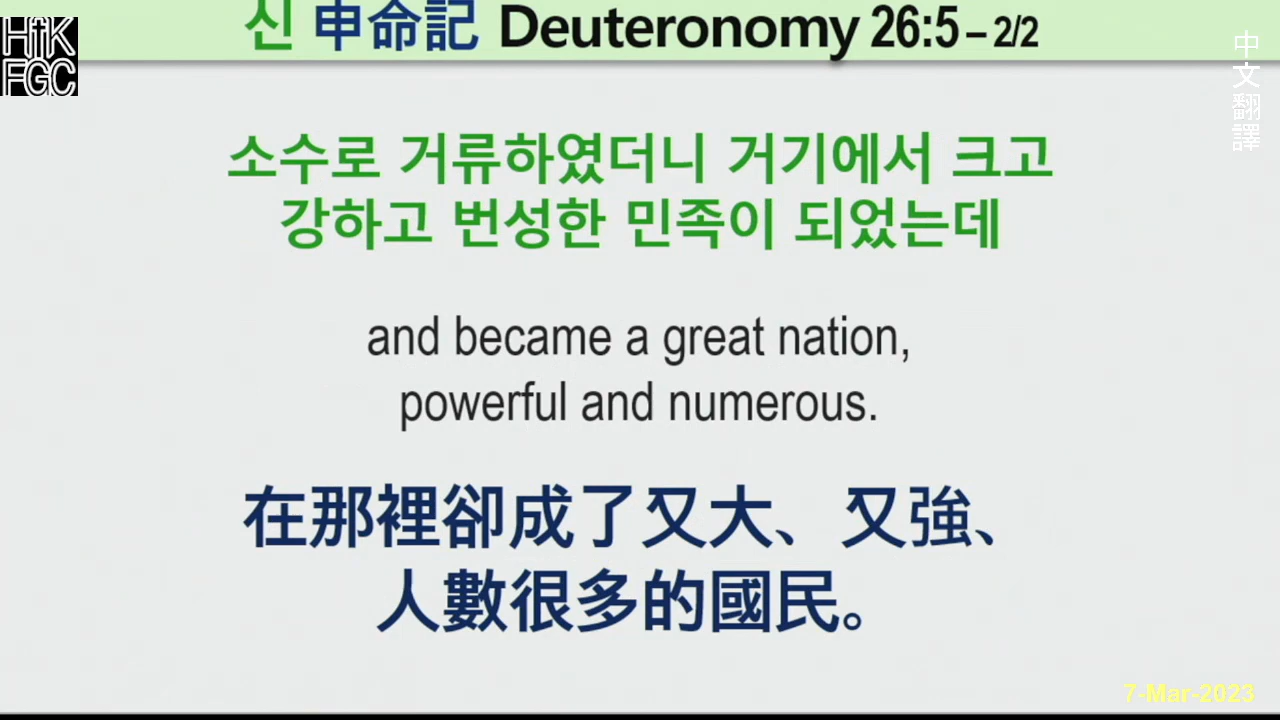 HfK
FGC
신 申命記 Deuteronomy 26:5 – 2/2
中文翻譯
소수로 거류하였더니 거기에서 크고
강하고 번성한 민족이 되었는데
and became a great nation,
powerful and numerous.
在那裡卻成了又大、又強、
人數很多的國民。
7-Mar-2023